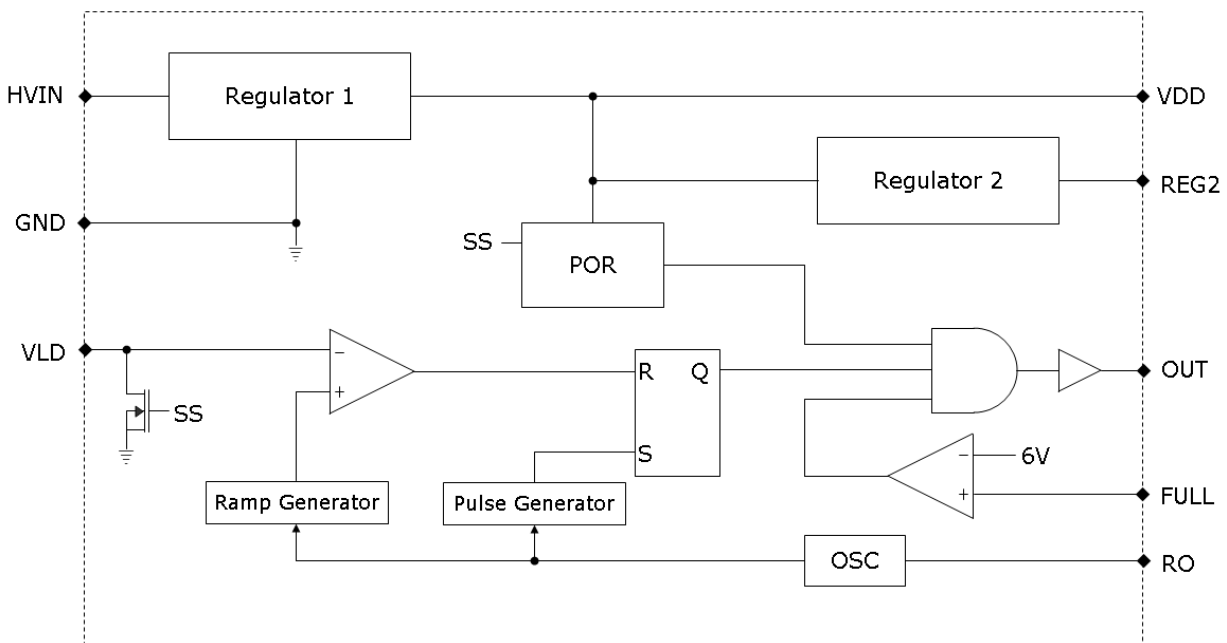 HVIN
Regulator 1
VDD
Regulator 2
REG2
GND
SS
POR
VLD
−
+
R
Q
S
OUT
SS
Ramp Generator
Pulse Generator
−
6V
+
FULL
OSC
RO